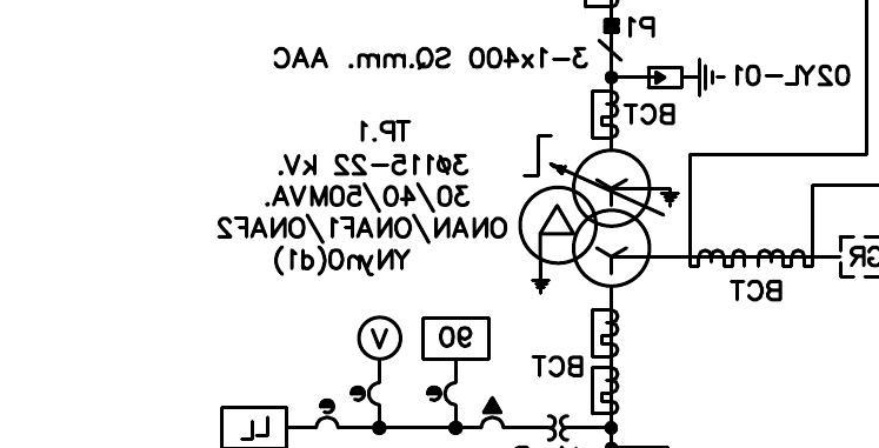 P1
3-1x400 SQ.mm. AAC
02YL-01
BCT
TP.1
3ø115-22 kV.
30/40/50MVA.
ONAN/ONAF1/ONAF2
YNyn0(d1)
GR
BCT
V
90
BCT
e
e
e
LL